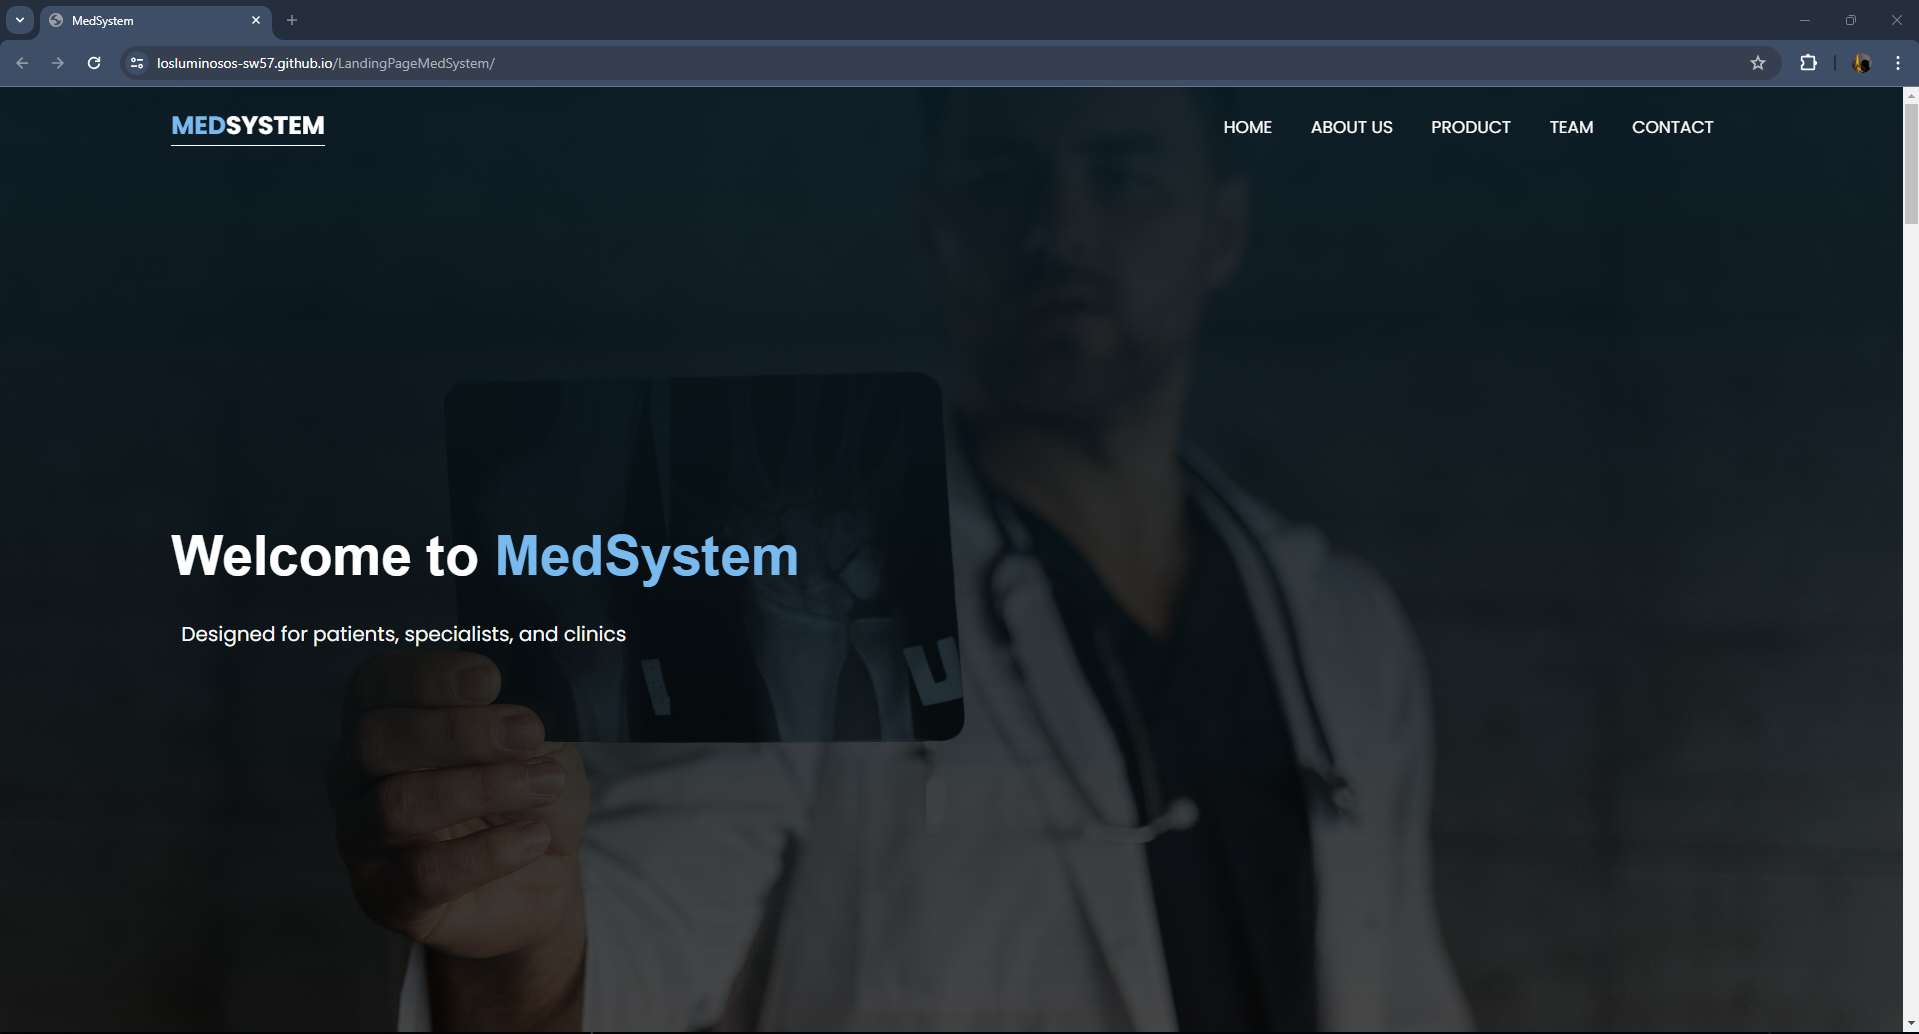 MedSystem
losluminosos-sw57.github.io/LandingPageMedSystem/
MEDSYSTEM
HOME ABOUT US PRODUCT TEAM CONTACT
Welcome to MedSystem
Designed for patients, specialists, and clinics